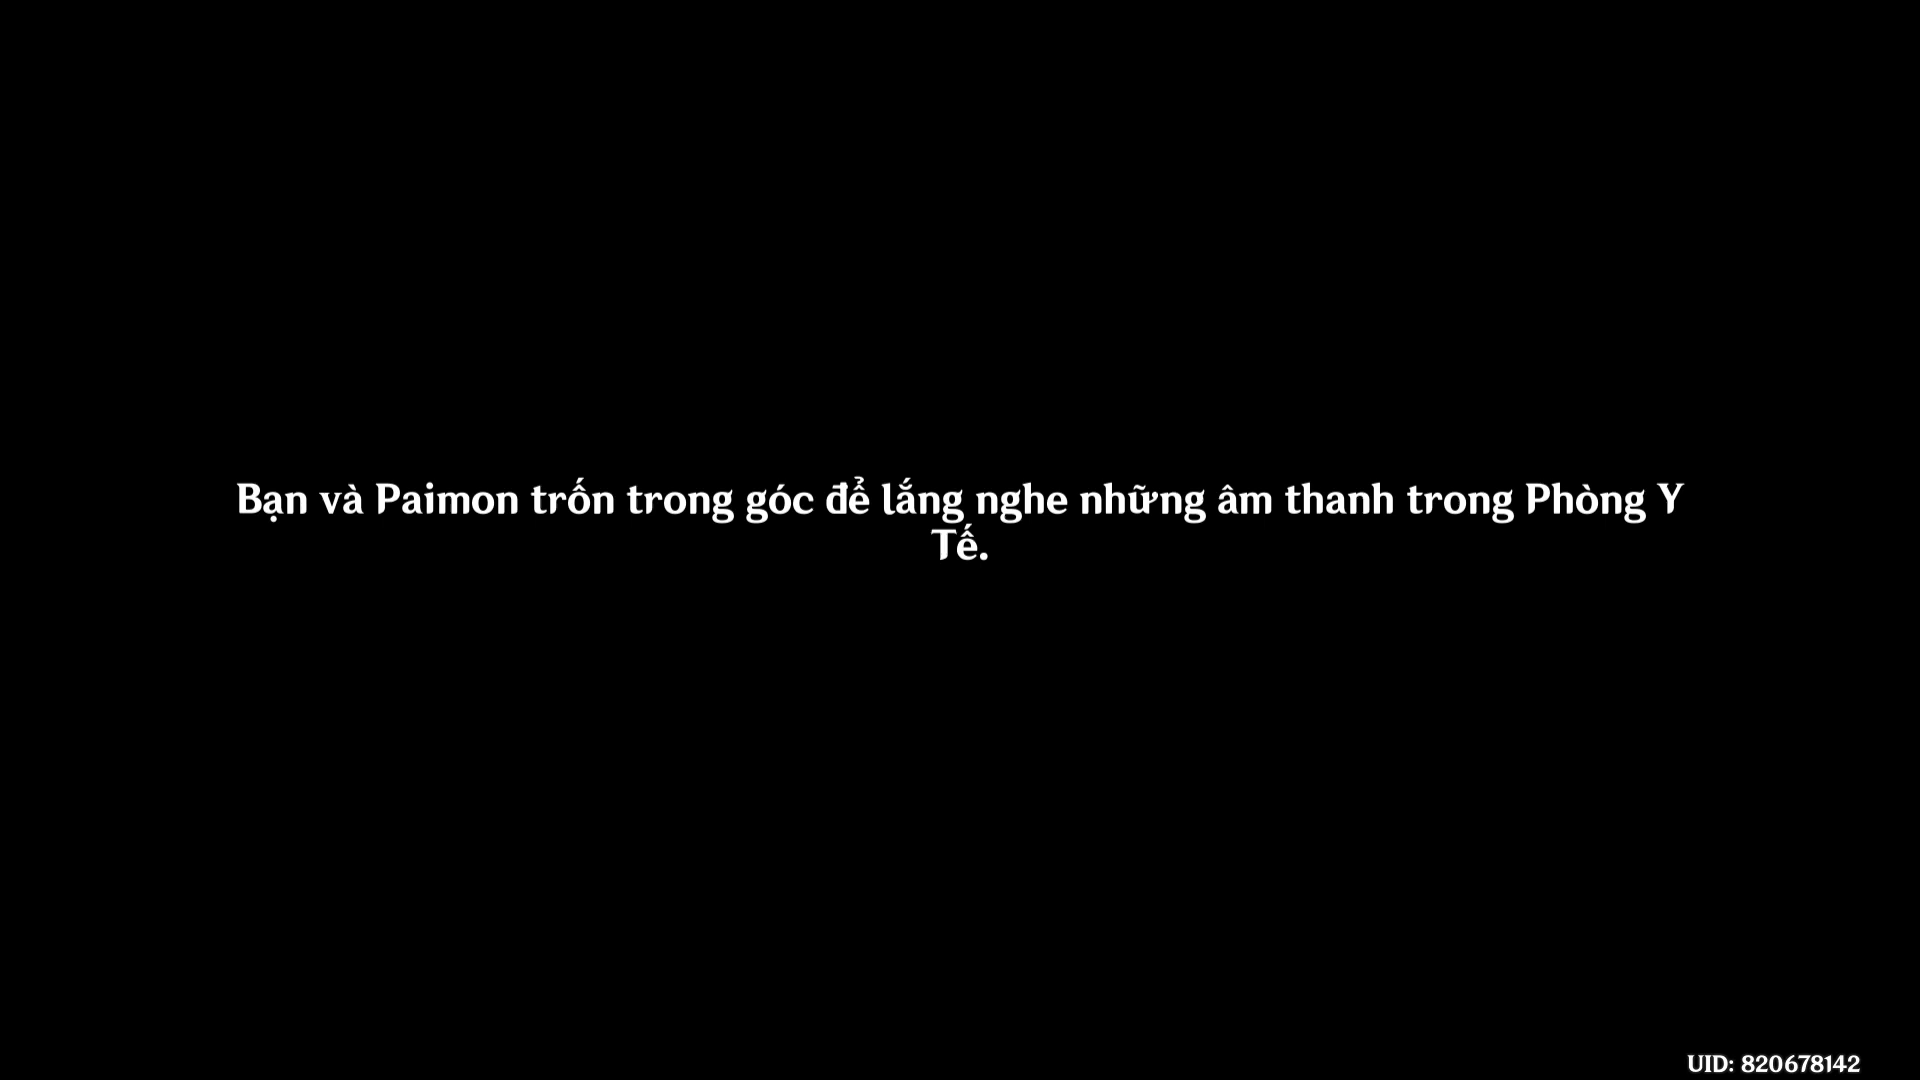 Bạn và Paimon trốn trong góc để lắng nghe những âm thanh trong Phòng Y
Tế.
UID: 820678142